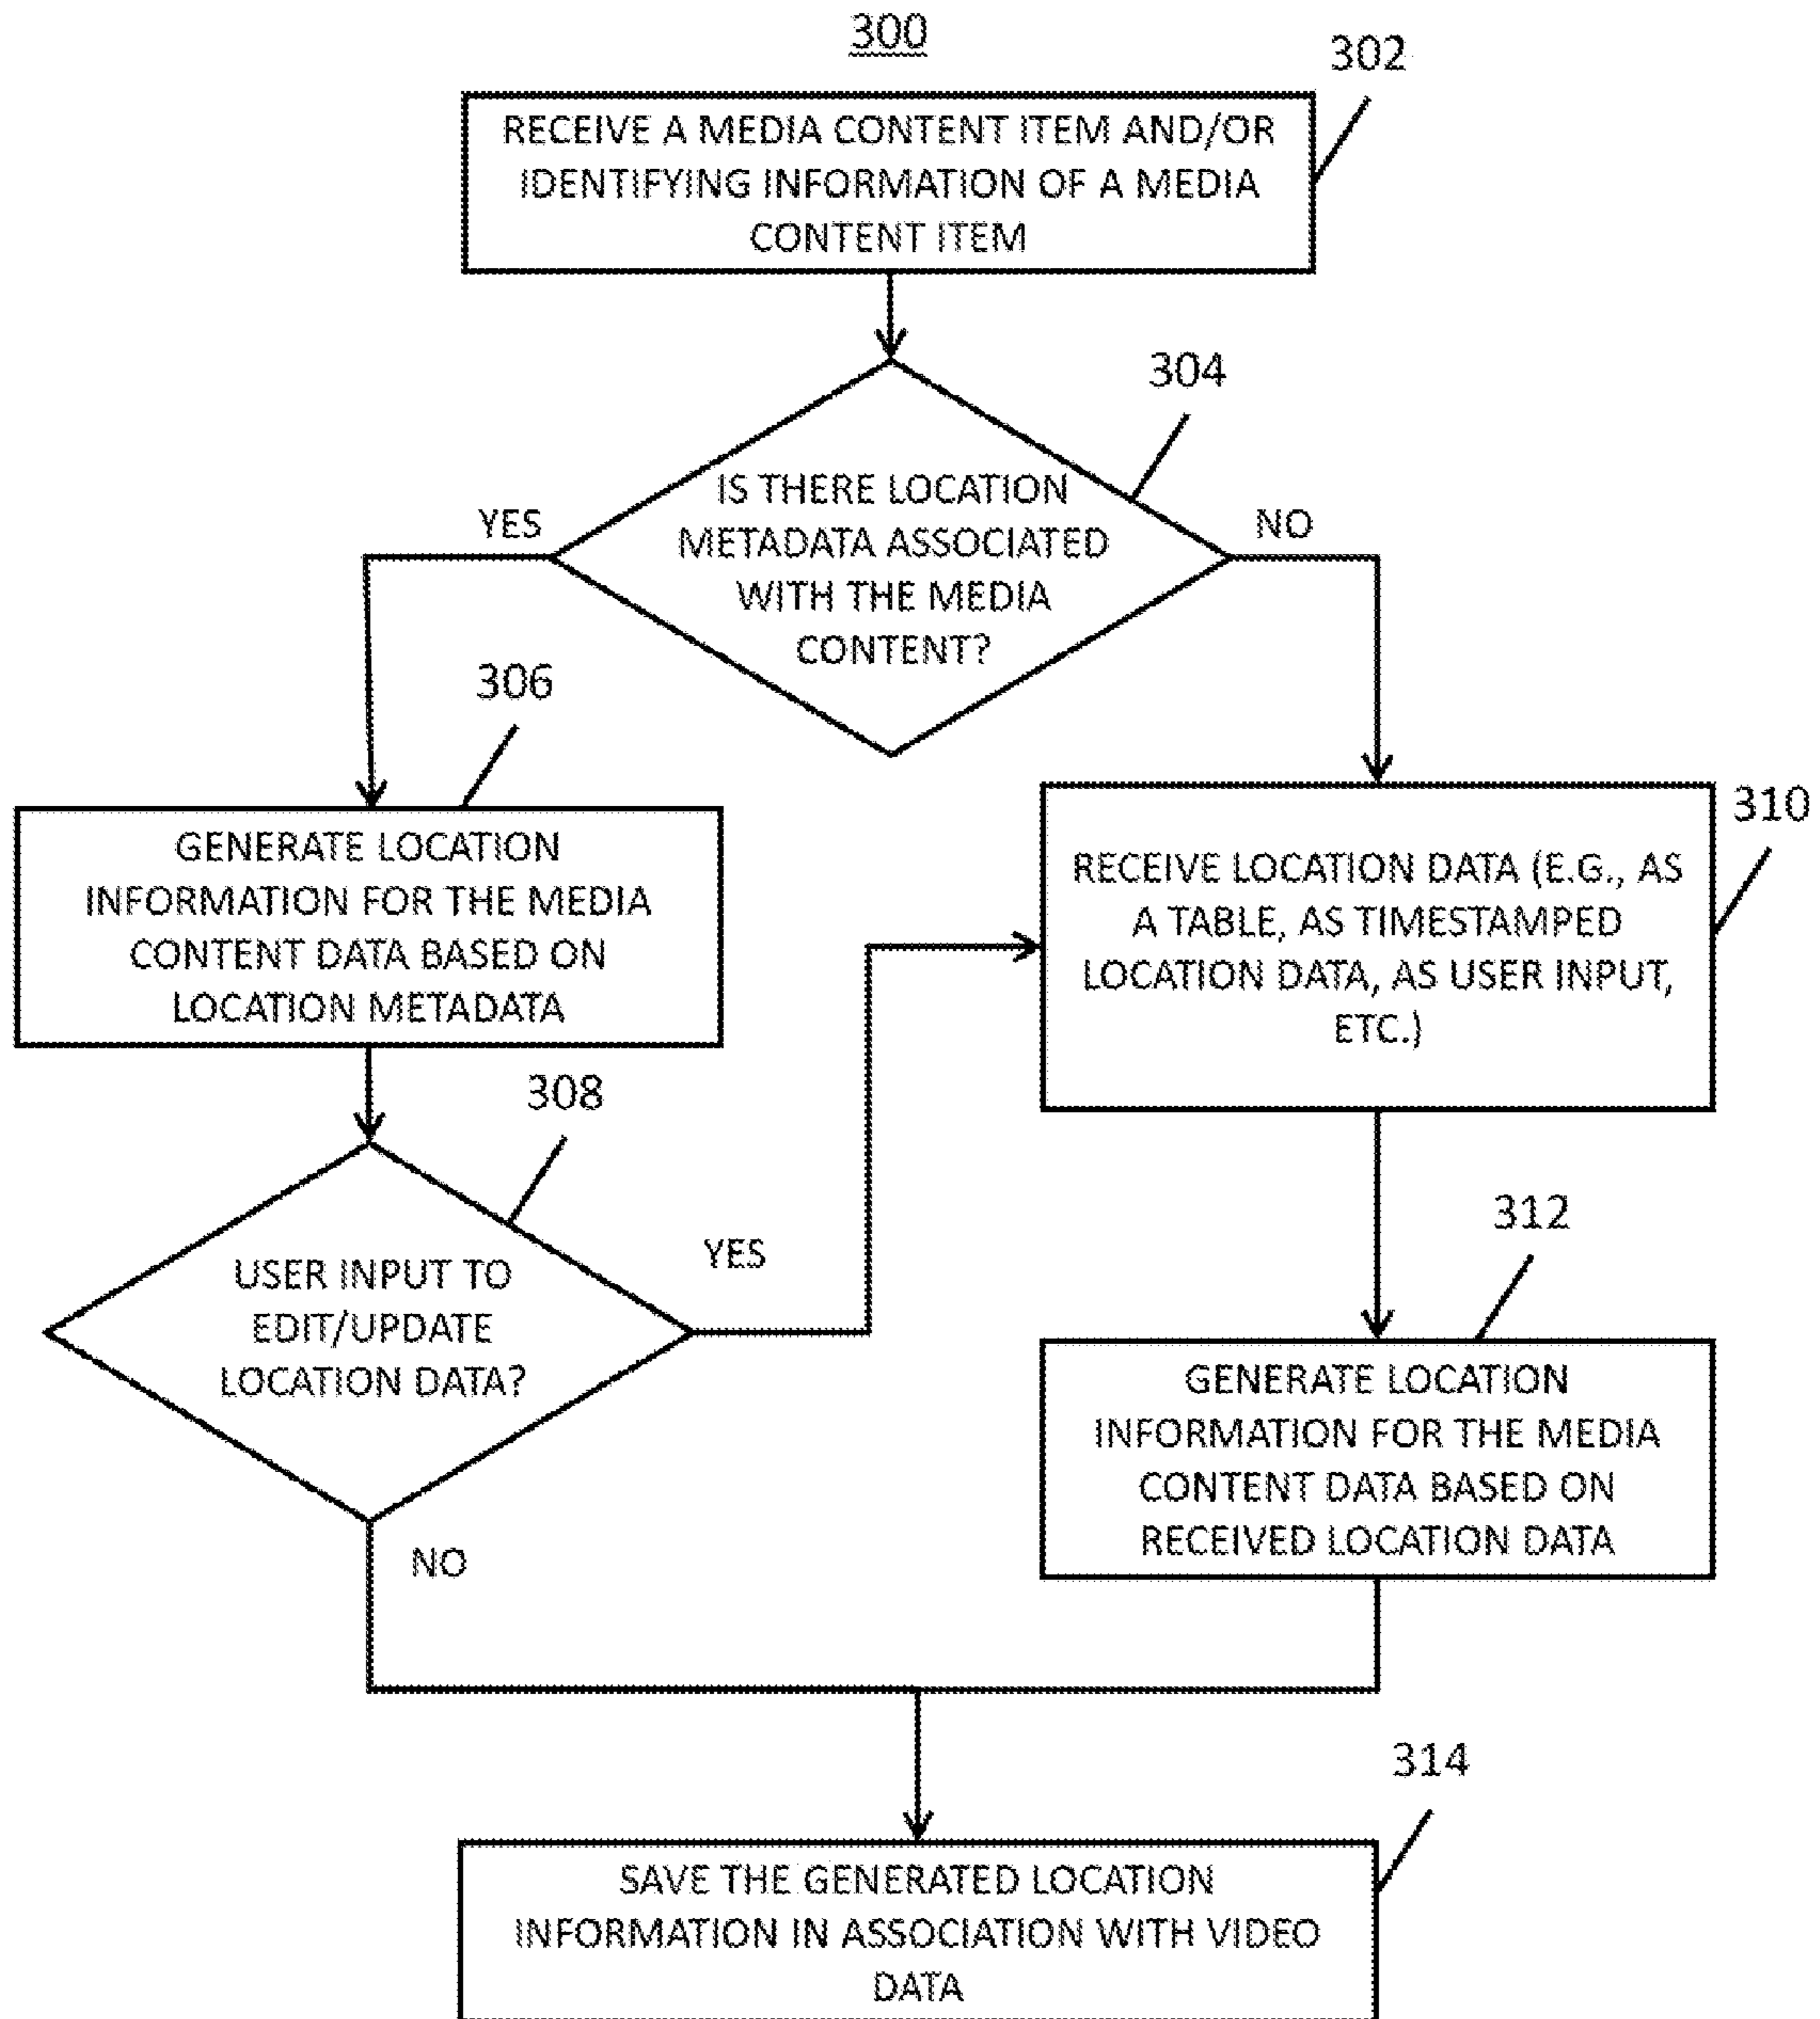 300
302
RECEIVE A MEDIA CONTENT ITEM AND/OR
IDENTIFYING INFORMATION OF A MEDIA
CONTENT ITEM
304
IS THERE LOCATION
METADATA ASSOCIATED
WITH THE MEDIA
CONTENT?
YES
NO
306
GENERATE LOCATION
INFORMATION FOR THE MEDIA
CONTENT DATA BASED ON
LOCATION METADATA
310
RECEIVE LOCATION DATA (E.G., AS
A TABLE, AS TIMESTAMPED
LOCATION DATA, AS USER INPUT,
ETC.)
308
USER INPUT TO
EDIT/UPDATE
LOCATION DATA?
YES
NO
312
GENERATE LOCATION
INFORMATION FOR THE MEDIA
CONTENT DATA BASED ON
RECEIVED LOCATION DATA
314
SAVE THE GENERATED LOCATION
INFORMATION IN ASSOCIATION WITH VIDEO
DATA